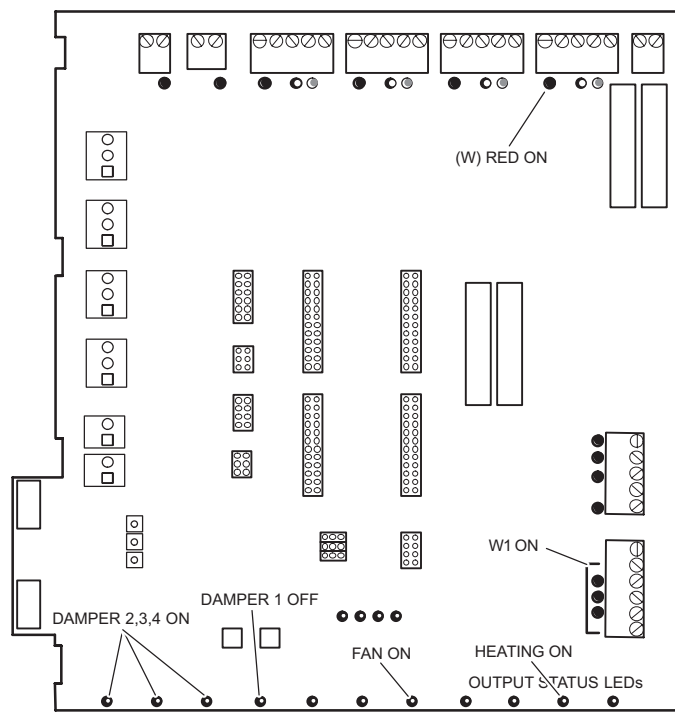 (W) RED ON
W1 ON
DAMPER 1 OFF
DAMPER 2,3,4 ON
FAN ON
HEATING ON
OUTPUT STATUS LEDs